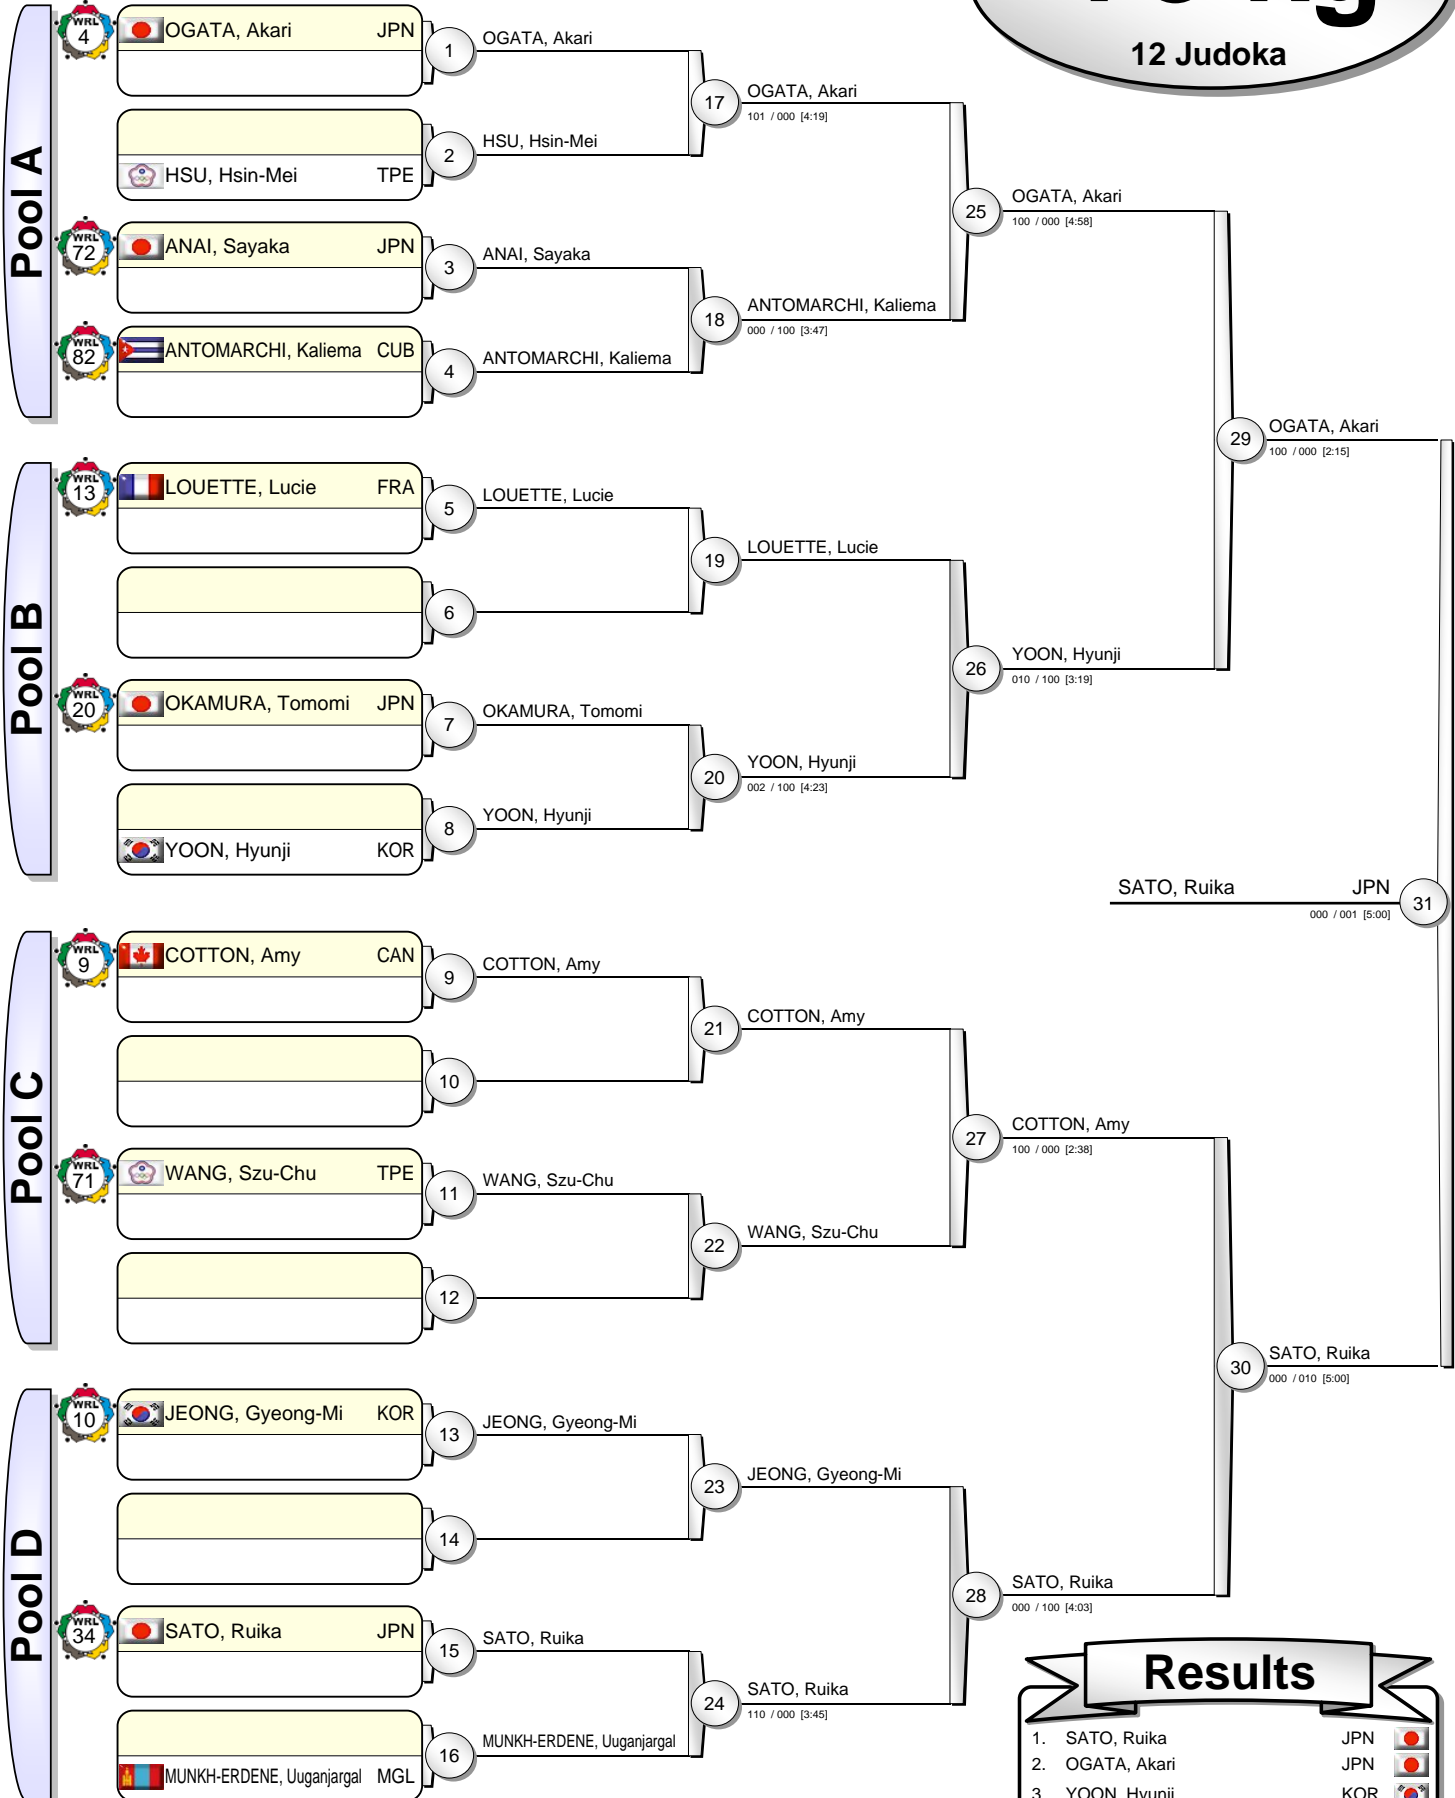 12 Judoka
Pool A
WRL 4
OGATA, Akari JPN
1
OGATA, Akari
2
HSU, Hsin-Mei
HSU, Hsin-Mei TPE
17
OGATA, Akari
101 / 000 [4:19]
WRL 72
ANAI, Sayaka JPN
3
ANAI, Sayaka
WRL 82
ANTOMARCHI, Kaliema CUB
4
ANTOMARCHI, Kaliema
18
ANTOMARCHI, Kaliema
000 / 100 [3:47]
25
OGATA, Akari
100 / 000 [4:58]
Pool B
WRL 13
LOUETTE, Lucie FRA
5
LOUETTE, Lucie
6
19
LOUETTE, Lucie
WRL 20
OKAMURA, Tomomi JPN
7
OKAMURA, Tomomi
8
YOON, Hyunji
YOON, Hyunji KOR
20
YOON, Hyunji
002 / 100 [4:23]
26
YOON, Hyunji
010 / 100 [3:19]
29
OGATA, Akari
100 / 000 [2:15]
SATO, Ruika JPN
31
000 / 001 [5:00]
Pool C
WRL 9
COTTON, Amy CAN
9
COTTON, Amy
10
21
COTTON, Amy
WRL 71
WANG, Szu-Chu TPE
11
WANG, Szu-Chu
12
22
WANG, Szu-Chu
27
COTTON, Amy
100 / 000 [2:38]
Pool D
WRL 10
JEONG, Gyeong-Mi KOR
13
JEONG, Gyeong-Mi
14
23
JEONG, Gyeong-Mi
WRL 34
SATO, Ruika JPN
15
SATO, Ruika
16
MUNKH-ERDENE, Uuganjargal
MUNKH-ERDENE, Uuganjargal MGL
24
SATO, Ruika
110 / 000 [3:45]
28
SATO, Ruika
000 / 100 [4:03]
30
SATO, Ruika
000 / 010 [5:00]
Results
1. SATO, Ruika JPN
2. OGATA, Akari JPN
3. YOON, Hyunji KOR